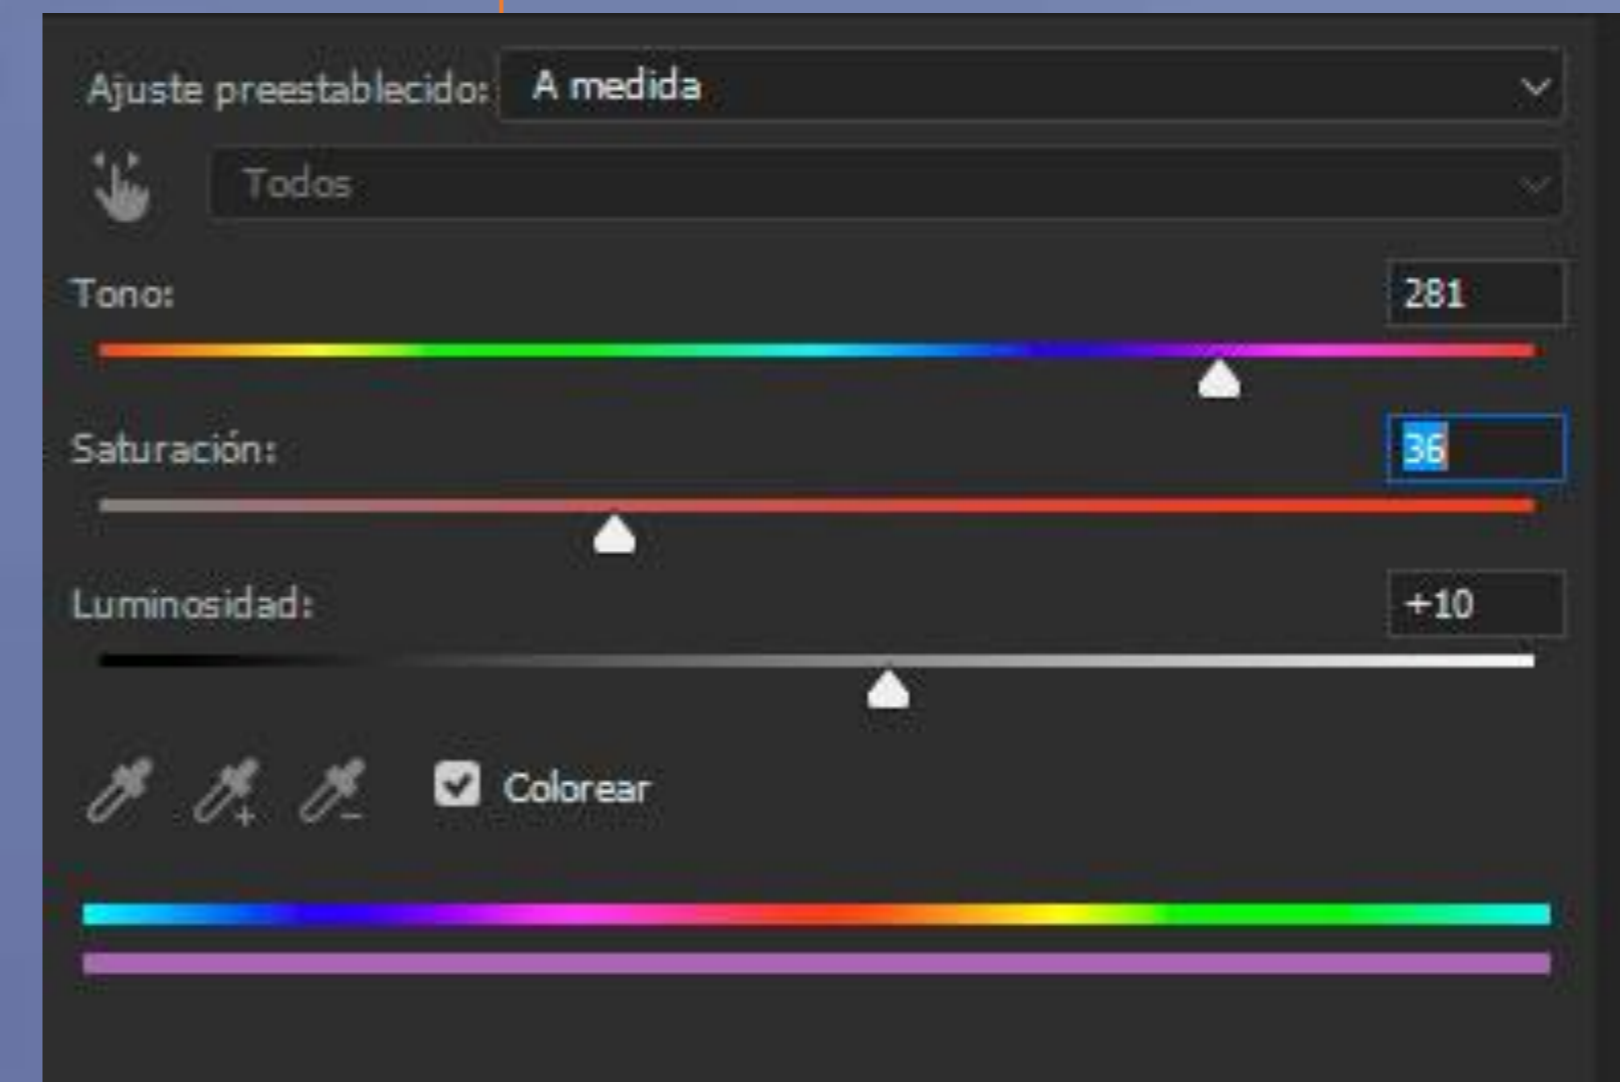 Ajuste preestablecido: A medida
Todos
Tono: 281
Saturación: 36
Luminosidad: +10
Colorear